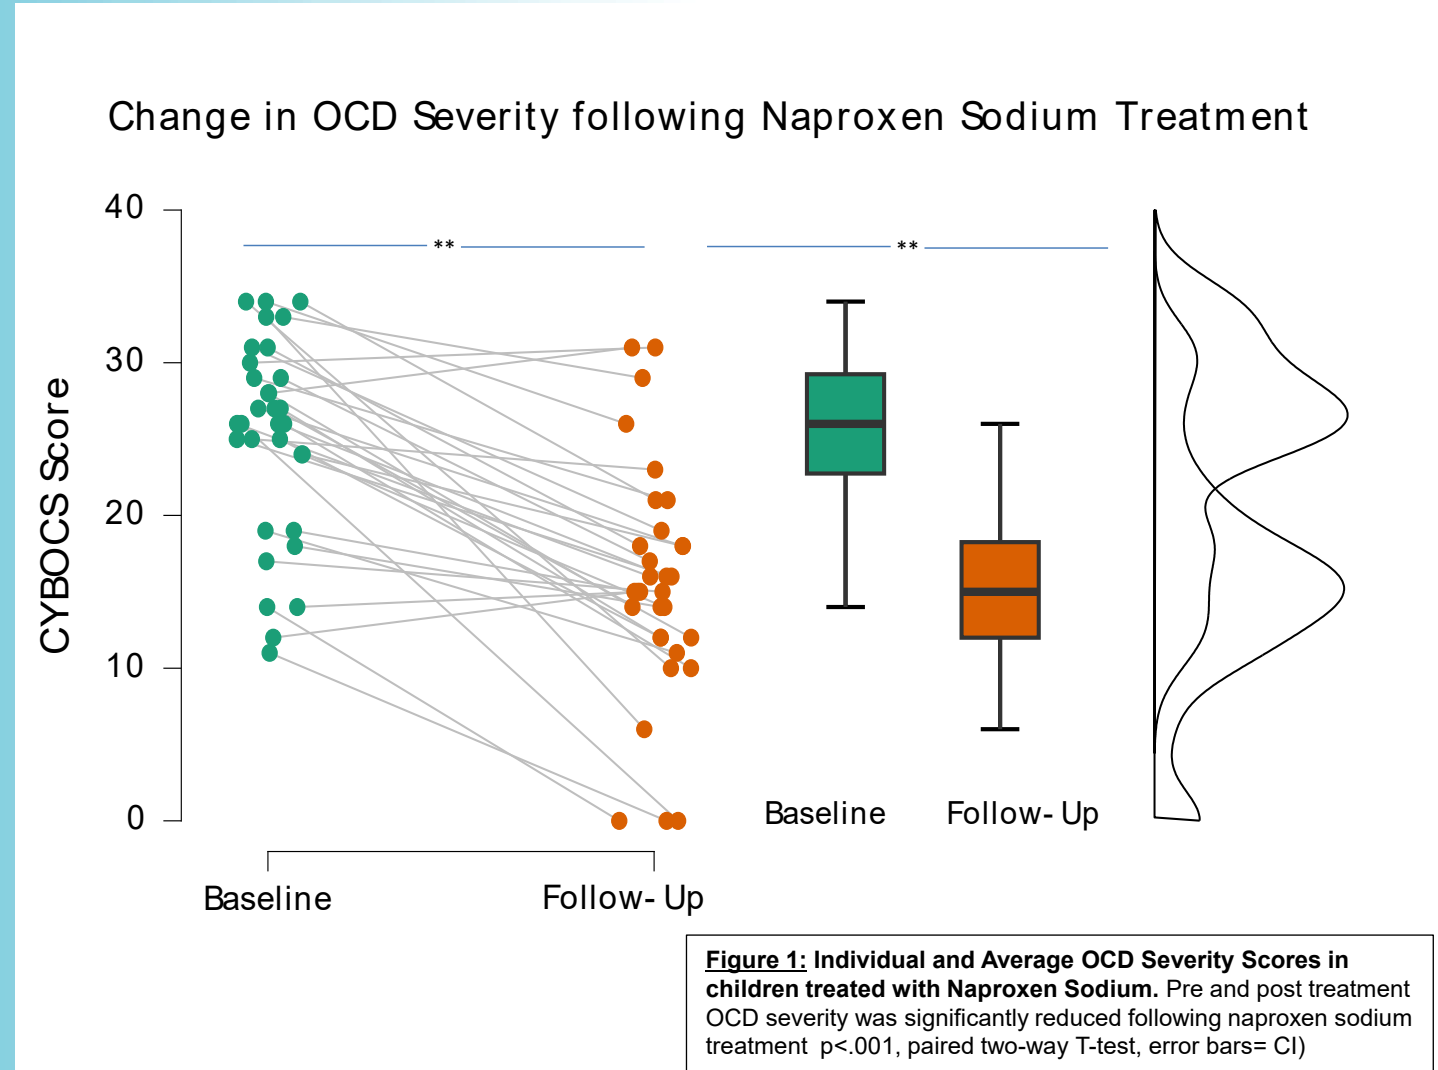 Change in OCD Severity following Naproxen Sodium Treatment
40
30
20
10
0
CYBOCS Score
**
**
Baseline
Follow-Up
Baseline
Follow-Up
Figure 1: Individual and Average OCD Severity Scores in
children treated with Naproxen Sodium. Pre and post treatment
OCD severity was significantly reduced following naproxen sodium
treatment p<.001, paired two-way T-test, error bars= CI)